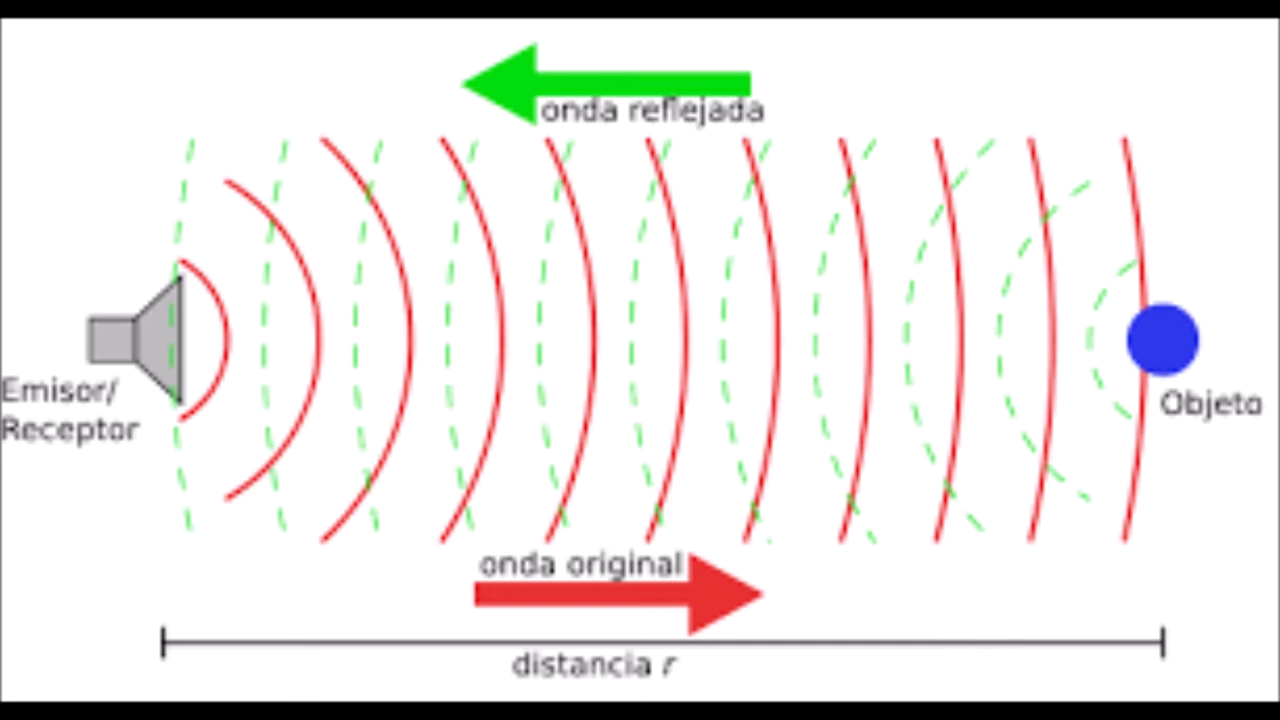 onda reflejada
Emisor/
Receptor
Objeto
onda original
distancia r